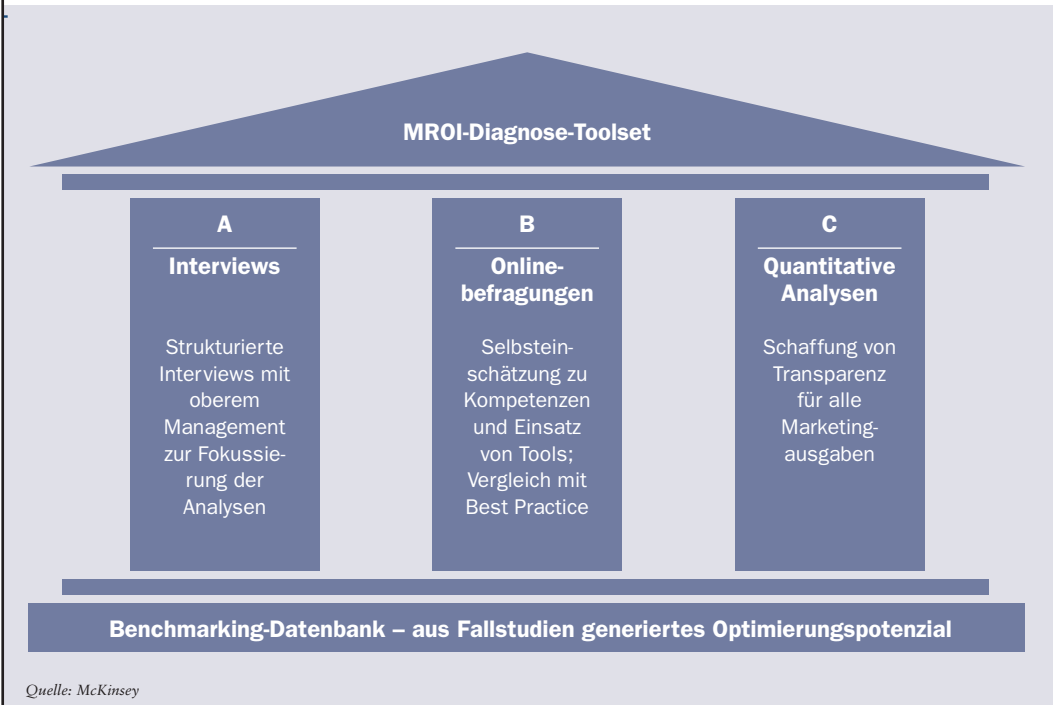 MROI-Diagnose-Toolset
A
Interviews
Strukturierte
Interviews mit
oberem
Management
zur Fokussie-
rung der
Analysen
B
Online-
befragungen
Selbstein-
schätzung zu
Kompetenzen
und Einsatz
von Tools;
Vergleich mit
Best Practice
C
Quantitative
Analysen
Schaffung von
Transparenz
für alle
Marketing-
ausgaben
Benchmarking-Datenbank – aus Fallstudien generiertes Optimierungspotenzial
Quelle: McKinsey